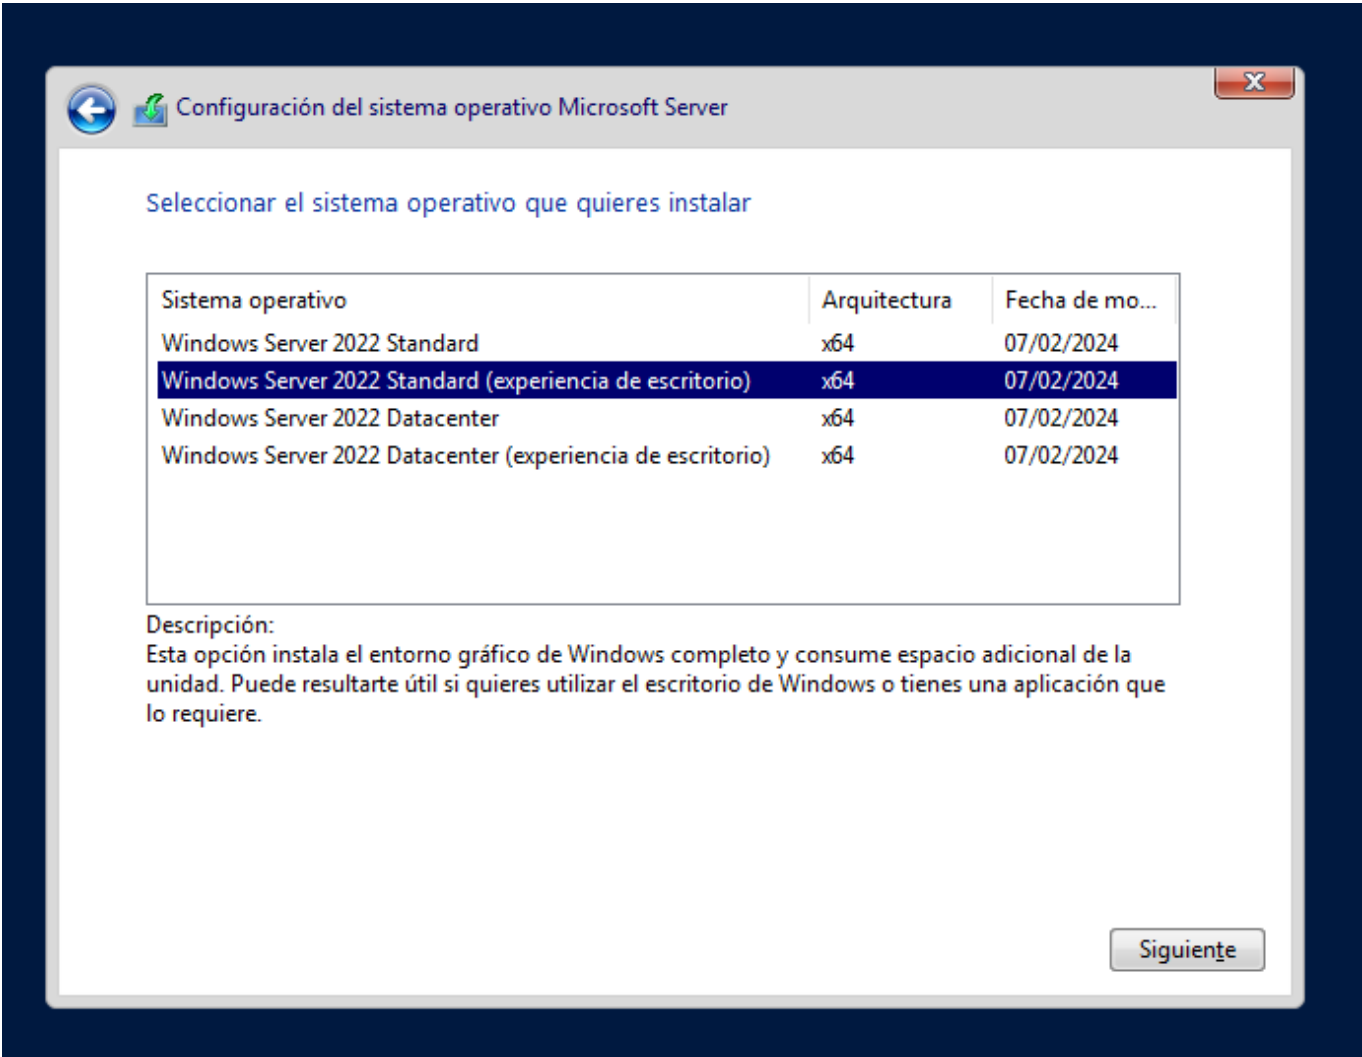 Configuración del sistema operativo Microsoft Server
Seleccionar el sistema operativo que quieres instalar
Sistema operativo Arquitectura Fecha de mo...
Windows Server 2022 Standard x64 07/02/2024
Windows Server 2022 Standard (experiencia de escritorio) x64 07/02/2024
Windows Server 2022 Datacenter x64 07/02/2024
Windows Server 2022 Datacenter (experiencia de escritorio) x64 07/02/2024
Descripción:
Esta opción instala el entorno gráfico de Windows completo y consume espacio adicional de la
unidad. Puede resultarte útil si quieres utilizar el escritorio de Windows o tienes una aplicación que
lo requiere.
Siguiente